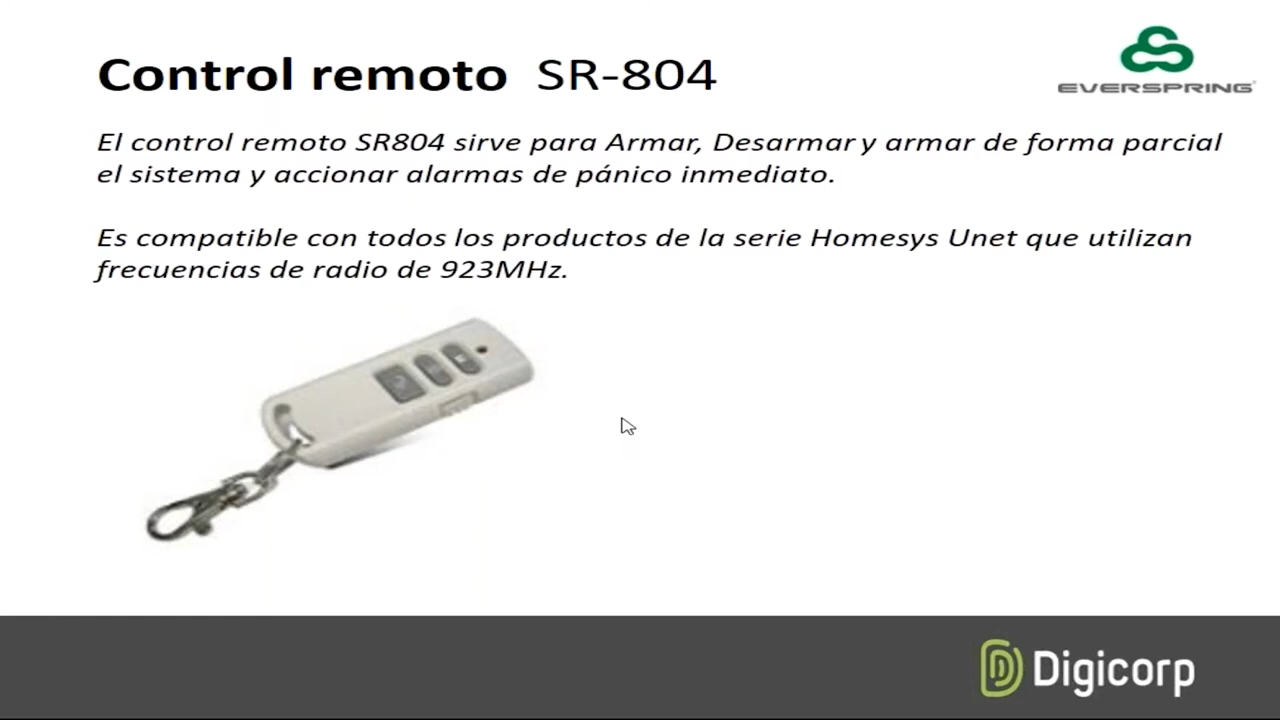 Control remoto SR-804
EVERSPRING
El control remoto SR804 sirve para Armar, Desarmar y armar de forma parcial
el sistema y accionar alarmas de pánico inmediato.
Es compatible con todos los productos de la serie Homesys Unet que utilizan
frecuencias de radio de 923MHz.
Digicorp